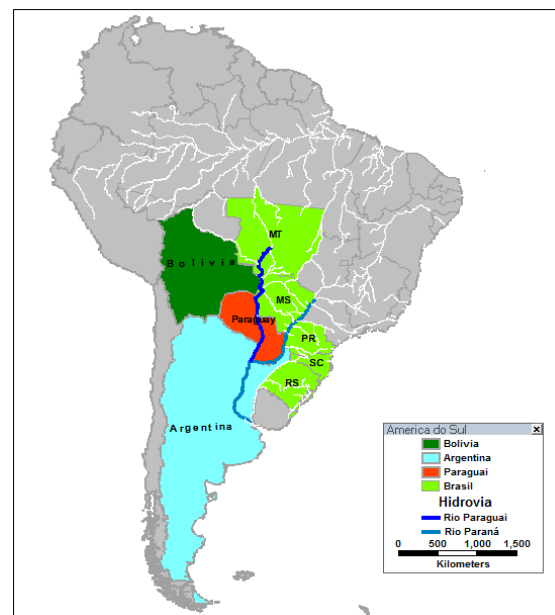 MT
Bolivia
MS
Paraguay
PR
SC
RS
Argentina
America do Sul
Bolivia
Argentina
Paraguai
Brasil
Hidrovia
Rio Paraguai
Rio Paraná
0 500 1,000 1,500
Kilometers